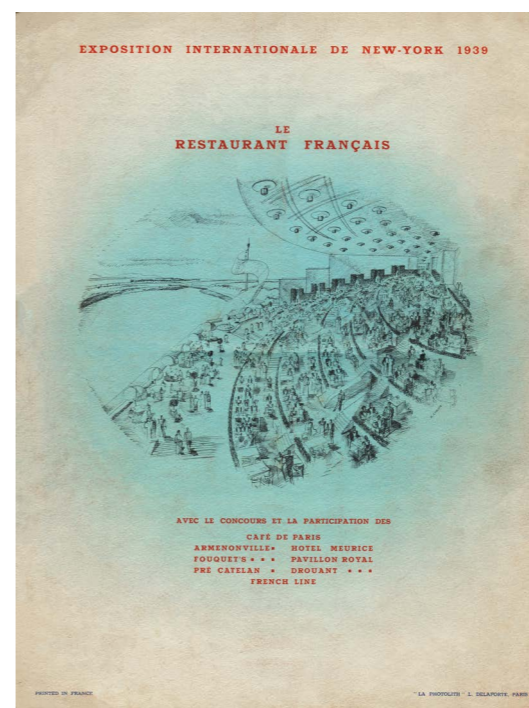 EXPOSITION INTERNATIONALE DE NEW-YORK 1939
LE
RESTAURANT FRANÇAIS
AVEC LE CONCOURS ET LA PARTICIPATION DES
CAFÉ DE PARIS
ARMENONVILLE • HOTEL MEURICE
FOUQUET'S • • • PAVILLON ROYAL
PRÉ CATELAN • DROUANT • • •
FRENCH LINE
PRINTED IN FRANCE
"LA PHOTOLITH" L. DELAPORTE, PARIS